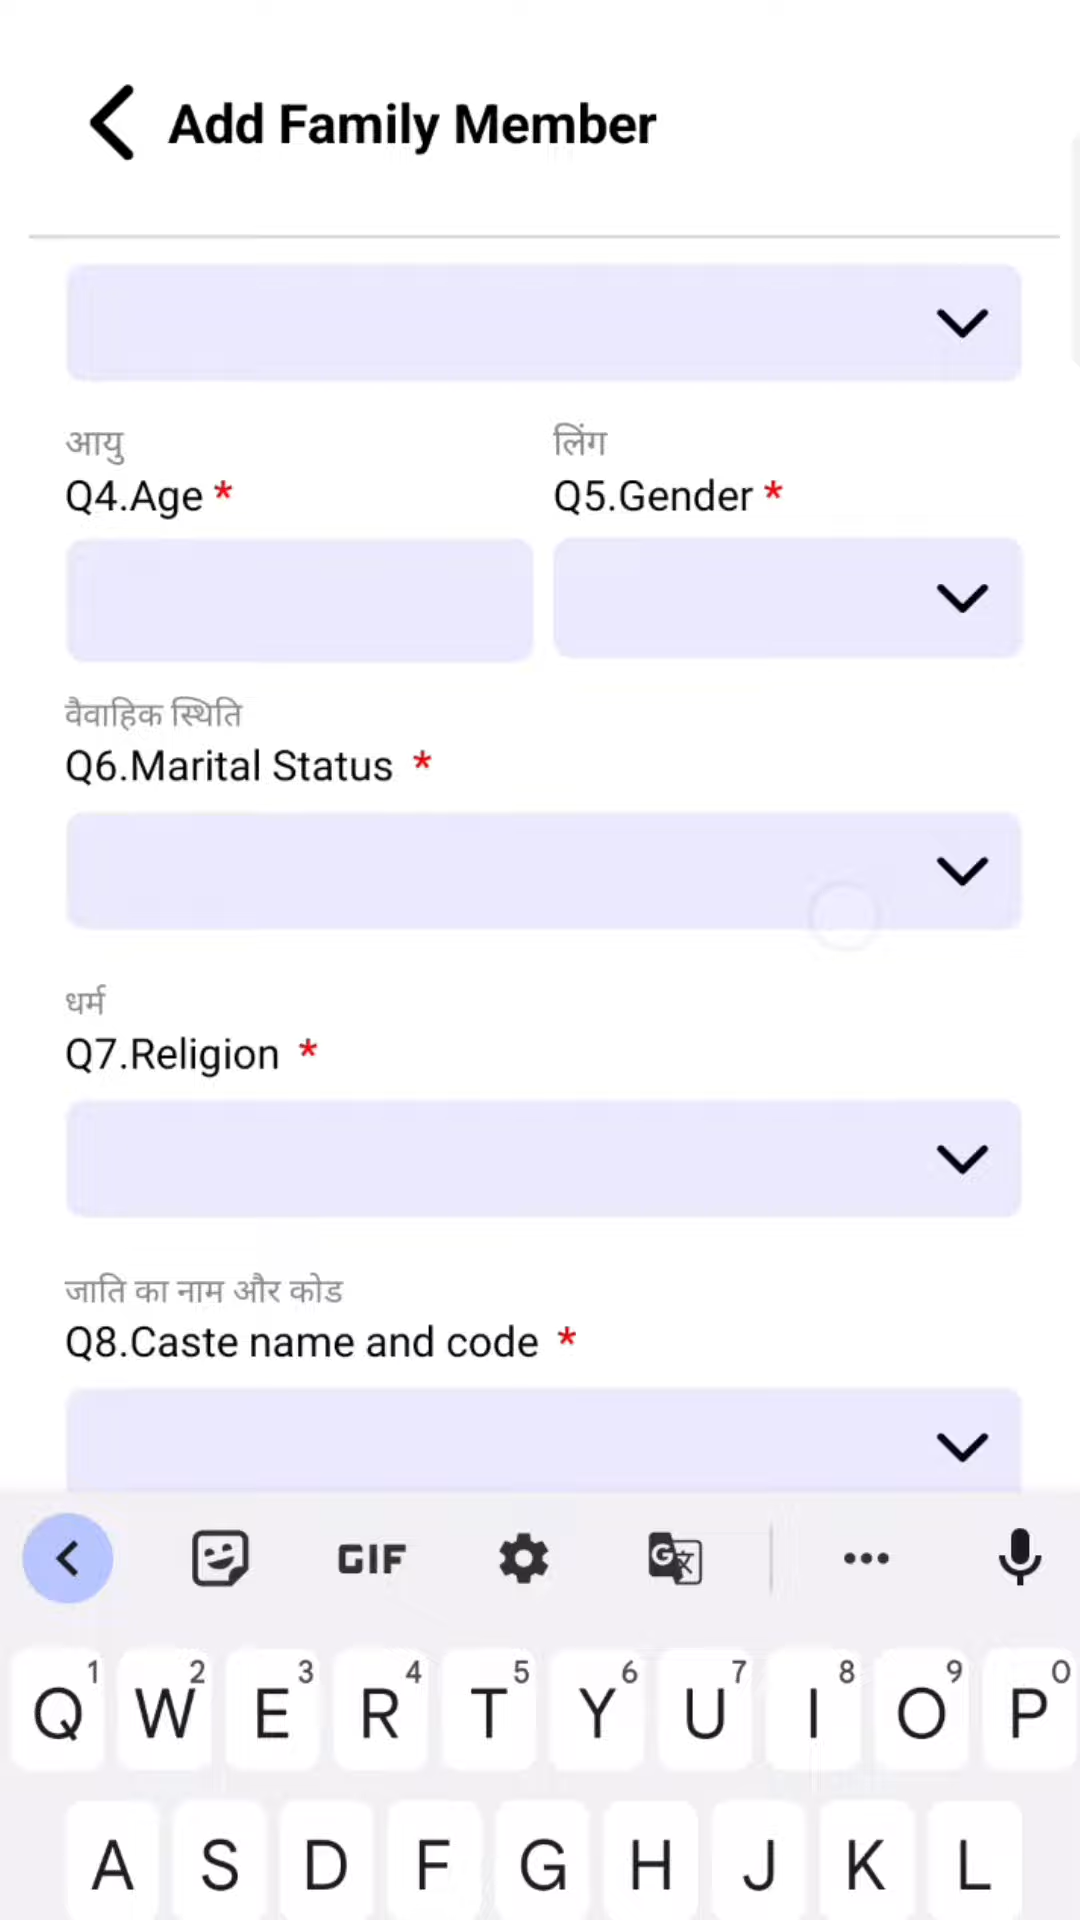 Add Family Member
आयु
Q4.Age *
लिंग
Q5.Gender *
वैवाहिक स्थिति
Q6.Marital Status *
धर्म
Q7.Religion *
जाति का नाम और कोड
Q8.Caste name and code *
GIF
Q 1 W 2 E 3 R 4 T 5 Y 6 U 7 I 8 O 9 P 0
A S D F G H J K L